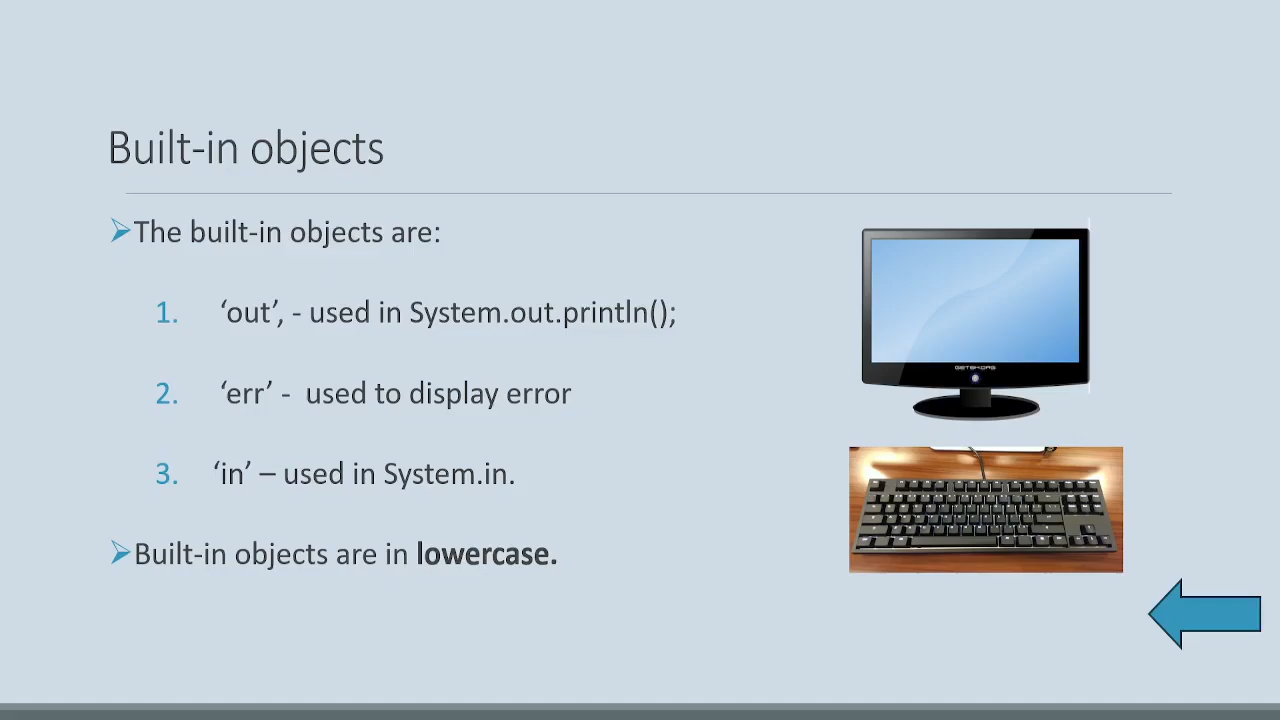 Built-in objects
The built-in objects are:
1. ‘out’, - used in System.out.println();
2. ‘err’ - used to display error
3. ‘in’ – used in System.in.
Built-in objects are in lowercase.